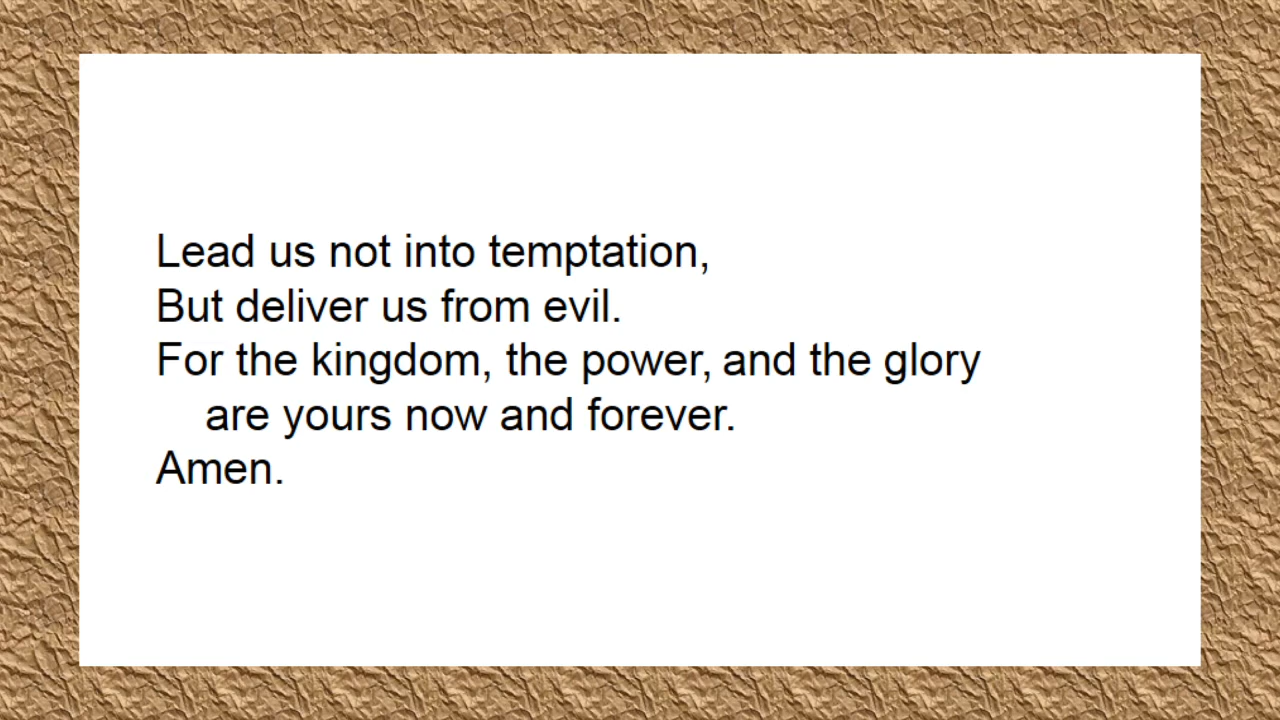 Lead us not into temptation,
But deliver us from evil.
For the kingdom, the power, and the glory
are yours now and forever.
Amen.